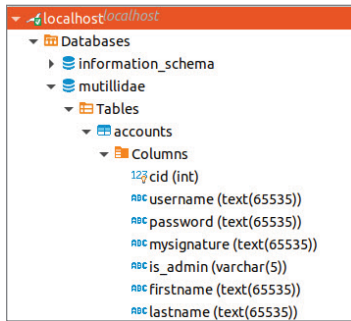 localhost localhost
Databases
information_schema
mutillidae
Tables
accounts
Columns
123 cid (int)
ABC username (text(65535))
ABC password (text(65535))
ABC mysignature (text(65535))
ABC is_admin (varchar(5))
ABC firstname (text(65535))
ABC lastname (text(65535))